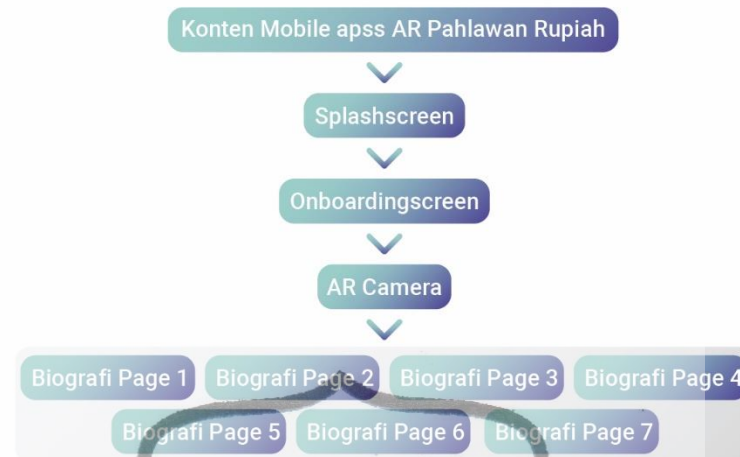 Konten Mobile apss AR Pahlawan Rupiah
Splashscreen
Onboardingscreen
AR Camera
Biografi Page 1 Biografi Page 2 Biografi Page 3 Biografi Page 4
Biografi Page 5 Biografi Page 6 Biografi Page 7